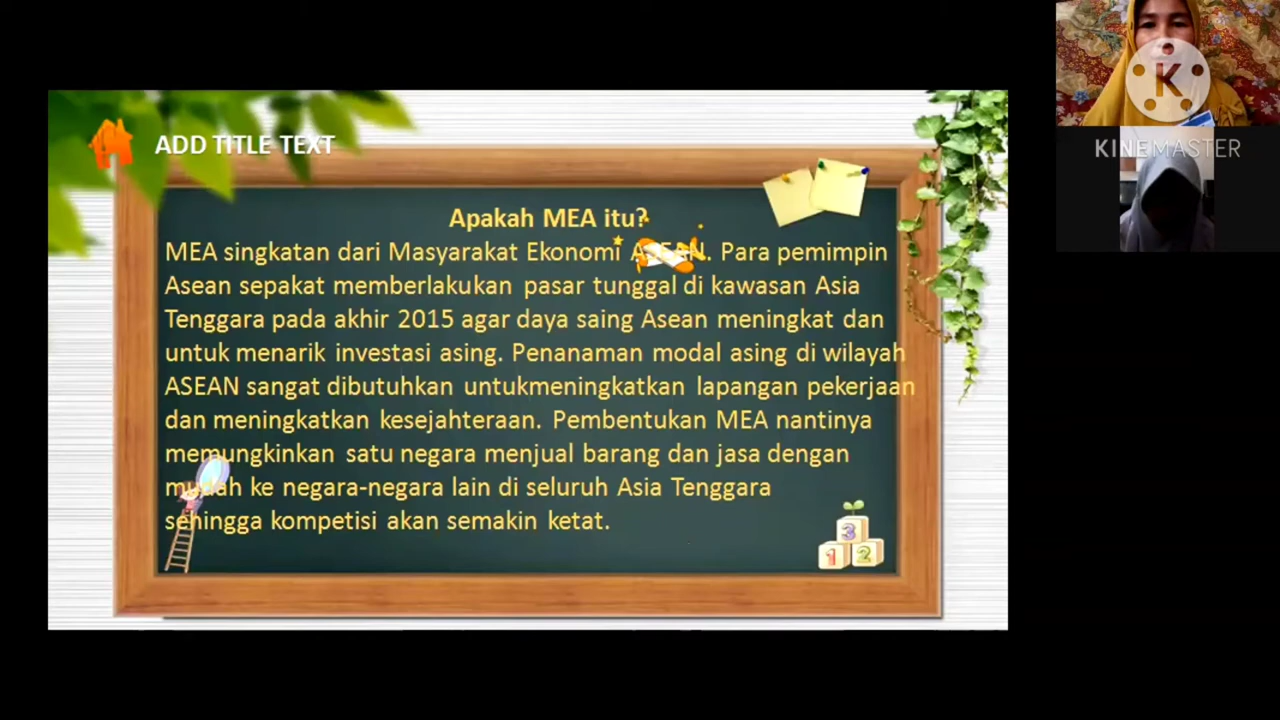 ADD TITLE TEXT
Apakah MEA itu?
MEA singkatan dari Masyarakat Ekonomi ASEAN. Para pemimpin
Asean sepakat memberlakukan pasar tunggal di kawasan Asia
Tenggara pada akhir 2015 agar daya saing Asean meningkat dan
untuk menarik investasi asing. Penanaman modal asing di wilayah
ASEAN sangat dibutuhkan untukmeningkatkan lapangan pekerjaan
dan meningkatkan kesejahteraan. Pembentukan MEA nantinya
memungkinkan satu negara menjual barang dan jasa dengan
mudah ke negara-negara lain di seluruh Asia Tenggara
sehingga kompetisi akan semakin ketat.
3
1 2
K
KINEMASTER